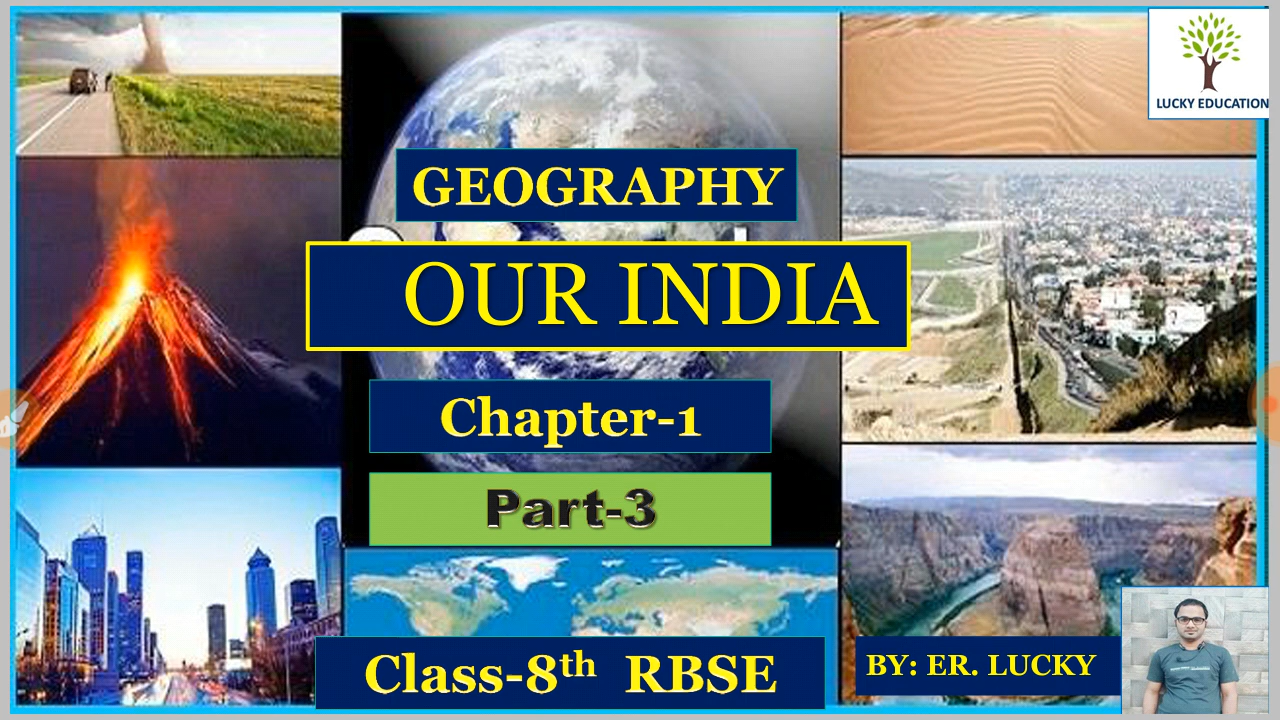 LUCKY EDUCATION
GEOGRAPHY
OUR INDIA
Chapter-1
Part-3
Class-8th RBSE
BY: ER. LUCKY